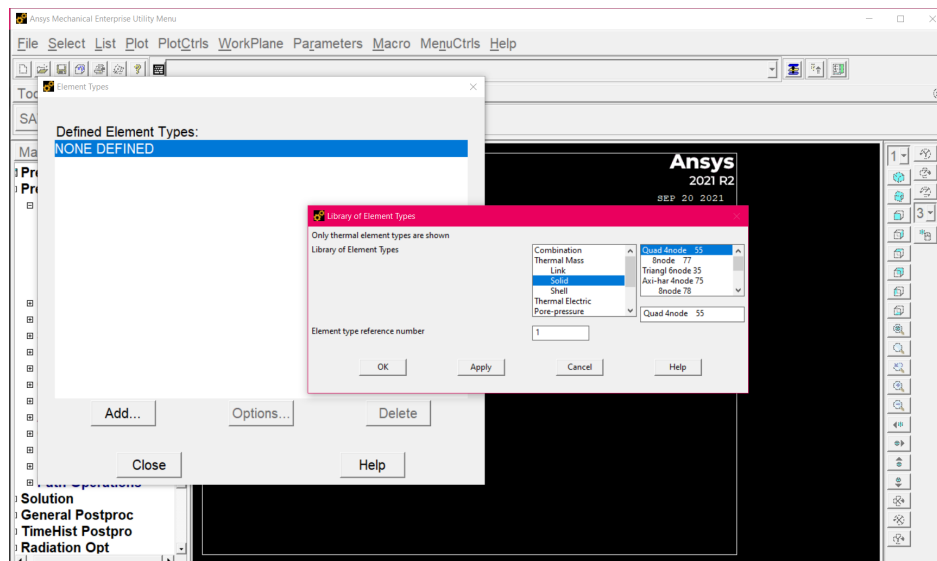 Ansys Mechanical Enterprise Utility Menu
File Select List Plot PlotCtrls WorkPlane Parameters Macro MenuCtrls Help
Element Types
Defined Element Types:
NONE DEFINED
Ansys
2021 R2
SEP 20 2021
1
3
Library of Element Types
Only thermal element types are shown
Library of Element Types
Combination
Thermal Mass
Link
Solid
Shell
Thermal Electric
Pore-pressure
Quad 4node 55
8node 77
Triangl 6node 35
Axi-har 4node 75
8node 78
Quad 4node 55
Element type reference number
1
OK Apply Cancel Help
Add... Options... Delete
Close Help
Solution
General Postproc
TimeHist Postpro
Radiation Opt